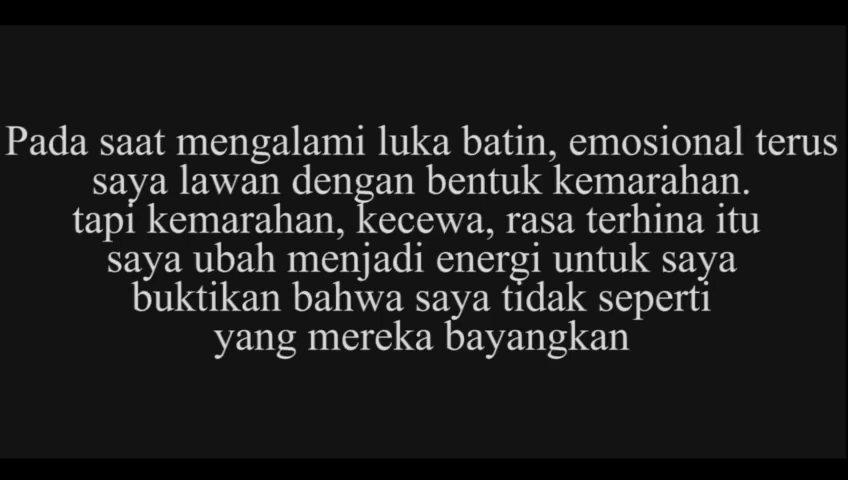 Pada saat mengalami luka batin, emosional terus
saya lawan dengan bentuk kemarahan.
tapi kemarahan, kecewa, rasa terhina itu
saya ubah menjadi energi untuk saya
buktikan bahwa saya tidak seperti
yang mereka bayangkan